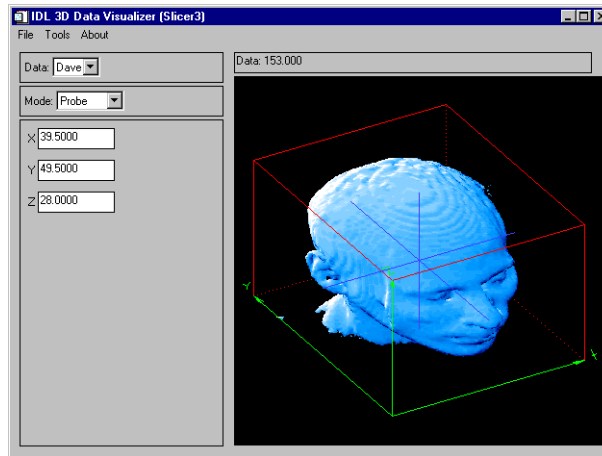 IDL 3D Data Visualizer (Slicer3)
File Tools About
Data: Dave
Data: 153.000
Mode: Probe
X 39.5000
Y 49.5000
Z 28.0000
Y
X